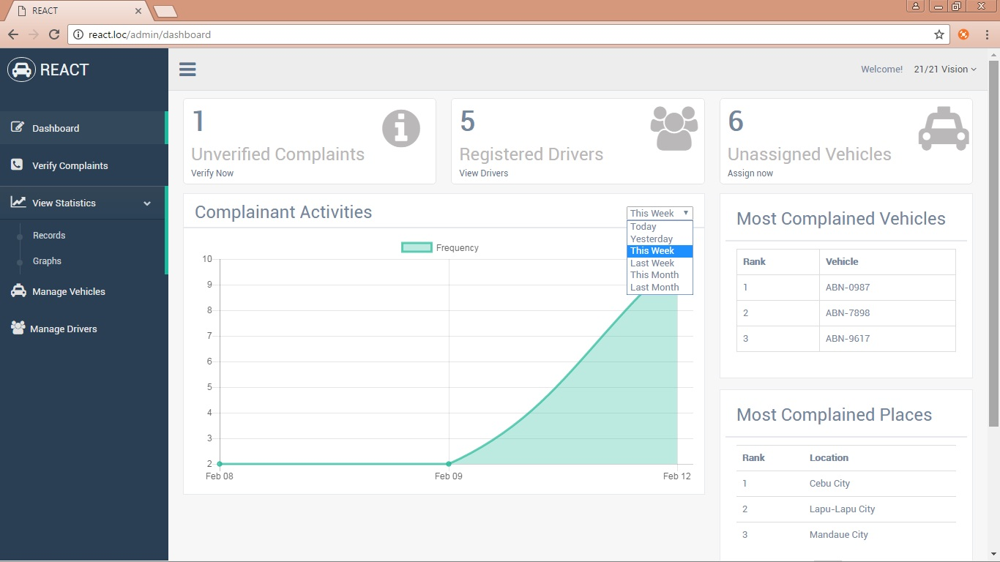 REACT
react.loc/admin/dashboard
REACT
Welcome! 21/21 Vision
Dashboard
Verify Complaints
View Statistics
Records
Graphs
Manage Vehicles
Manage Drivers
1
Unverified Complaints
Verify Now
5
Registered Drivers
View Drivers
6
Unassigned Vehicles
Assign now
Complainant Activities
This Week
Today
Yesterday
This Week
Last Week
This Month
Last Month
Frequency
10
9
8
7
6
5
4
3
2
Feb 08 Feb 09 Feb 12
Most Complained Vehicles
Rank Vehicle
1 ABN-0987
2 ABN-7898
3 ABN-9617
Most Complained Places
Rank Location
1 Cebu City
2 Lapu-Lapu City
3 Mandaue City